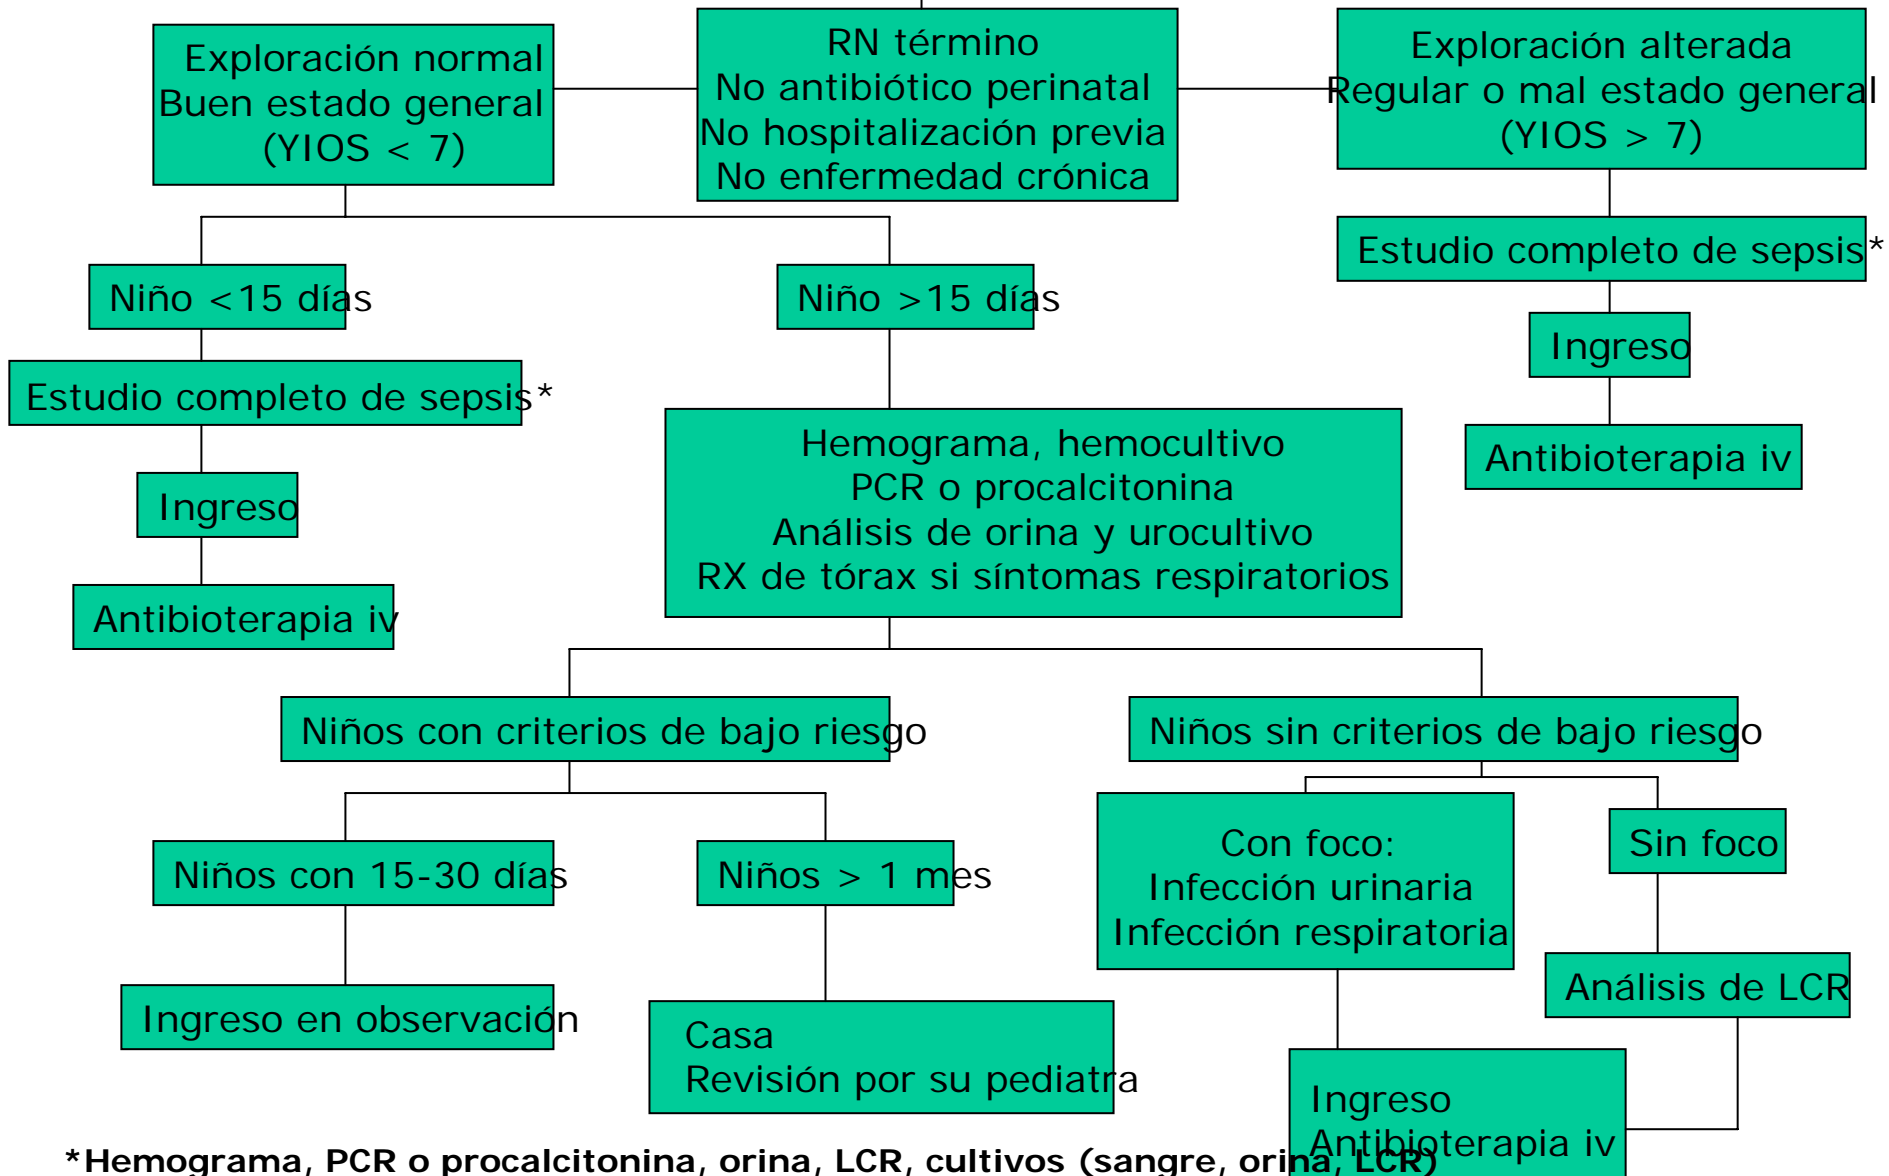 Exploración normal
Buen estado general
(YIOS < 7)
RN término
No antibiótico perinatal
No hospitalización previa
No enfermedad crónica
Exploración alterada
Regular o mal estado general
(YIOS > 7)
Niño <15 días
Estudio completo de sepsis*
Ingreso
Antibioterapia iv
Niño >15 días
Hemograma, hemocultivo
PCR o procalcitonina
Análisis de orina y urocultivo
RX de tórax si síntomas respiratorios
Estudio completo de sepsis*
Ingreso
Antibioterapia iv
Niños con criterios de bajo riesgo
Niños con 15-30 días
Ingreso en observación
Niños > 1 mes
Casa
Revisión por su pediatra
Niños sin criterios de bajo riesgo
Con foco:
Infección urinaria
Infección respiratoria
Sin foco
Análisis de LCR
Ingreso
Antibioterapia iv
*Hemograma, PCR o procalcitonina, orina, LCR, cultivos (sangre, orina, LCR)